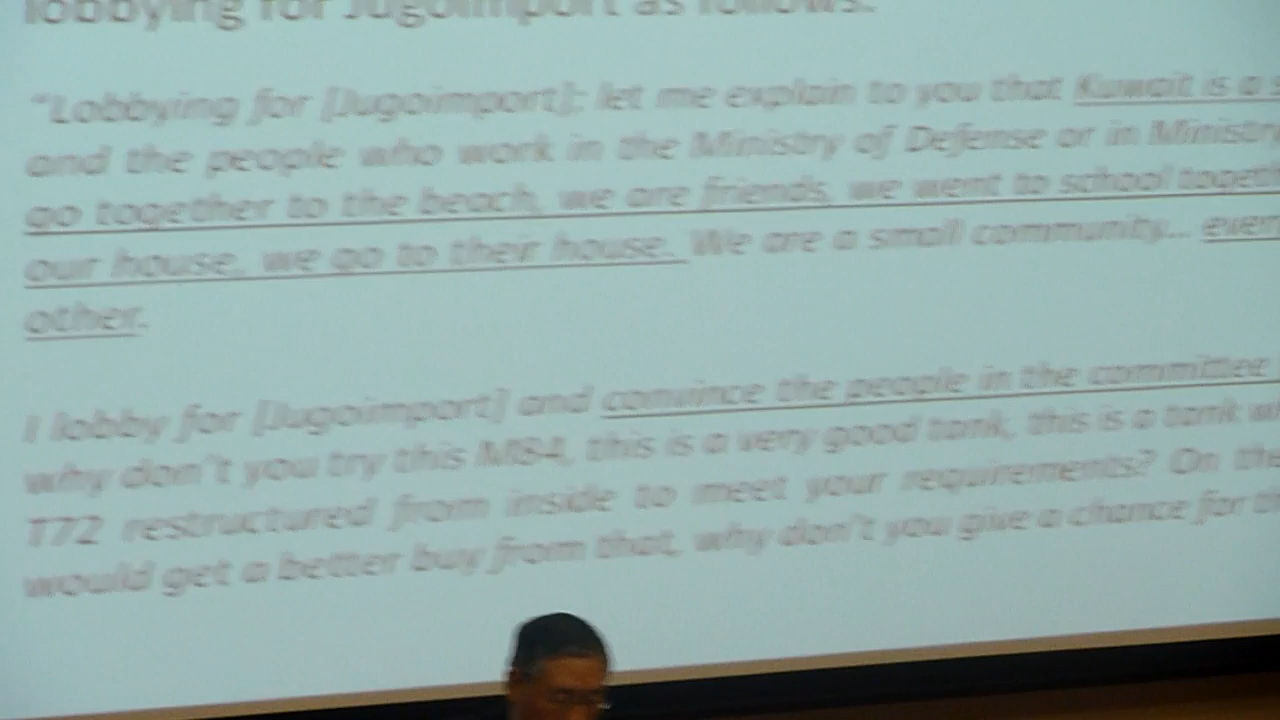 lobbying for Jugoimport as follows:
"Lobbying for [Jugoimport]; let me explain to you that Kuwait is a s
and the people who work in the Ministry of Defense or in Ministry
go together to the beach, we are friends, we went to school togeth
our house, we go to their house. We are a small community... every
other.
I lobby for [Jugoimport] and convince the people in the committee
why don't you try this M84, this is a very good tank, this is a tank w
T72 restructured from inside to meet your requirements? On the
would get a better buy from that, why don't you give a chance for th